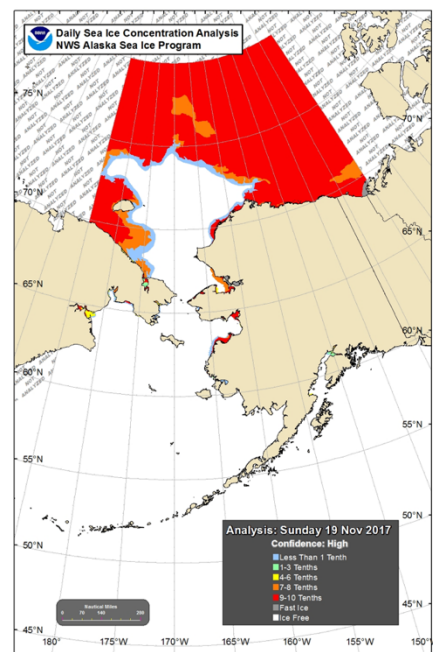 Daily Sea Ice Concentration Analysis
NWS Alaska Sea Ice Program
NOT ANALYZED
75°N
70°N
65°N
60°N
55°N
50°N
45°N
75°N
70°N
65°N
60°N
55°N
50°N
45°N
Analysis: Sunday 19 Nov 2017
Confidence: High
Less Than 1 Tenth
1-3 Tenths
4-6 Tenths
7-8 Tenths
9-10 Tenths
Fast Ice
Ice Free
Nautical Miles
180°
175°W
170°W
165°W
160°W
155°W
150°W